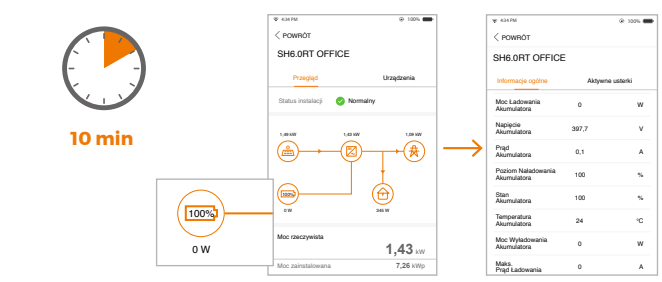 10 min
100%
0 W
4:34 PM 100%
POWRÓT
SH6.0RT OFFICE
Przegląd Urządzenia
Status instalacji Normalny
1,49 kW 1,43 kW 1,09 kW
100%
0 W 345 W
Moc rzeczywista
1,43 kW
Moc zainstalowana 7,26 kWp
4:34 PM 100%
POWRÓT
SH6.0RT OFFICE
Informacje ogólne Aktywne usterki
Moc Ładowania
Akumulatora 0 W
Napięcie
Akumulatora 397,7 V
Prąd
Akumulatora 0,1 A
Poziom Naładowania
Akumulatora 100 %
Stan
Akumulatora 100 %
Temperatura
Akumulatora 24 °C
Moc Wyładowania
Akumulatora 0 W
Maks.
Prąd Ładowania 0 A